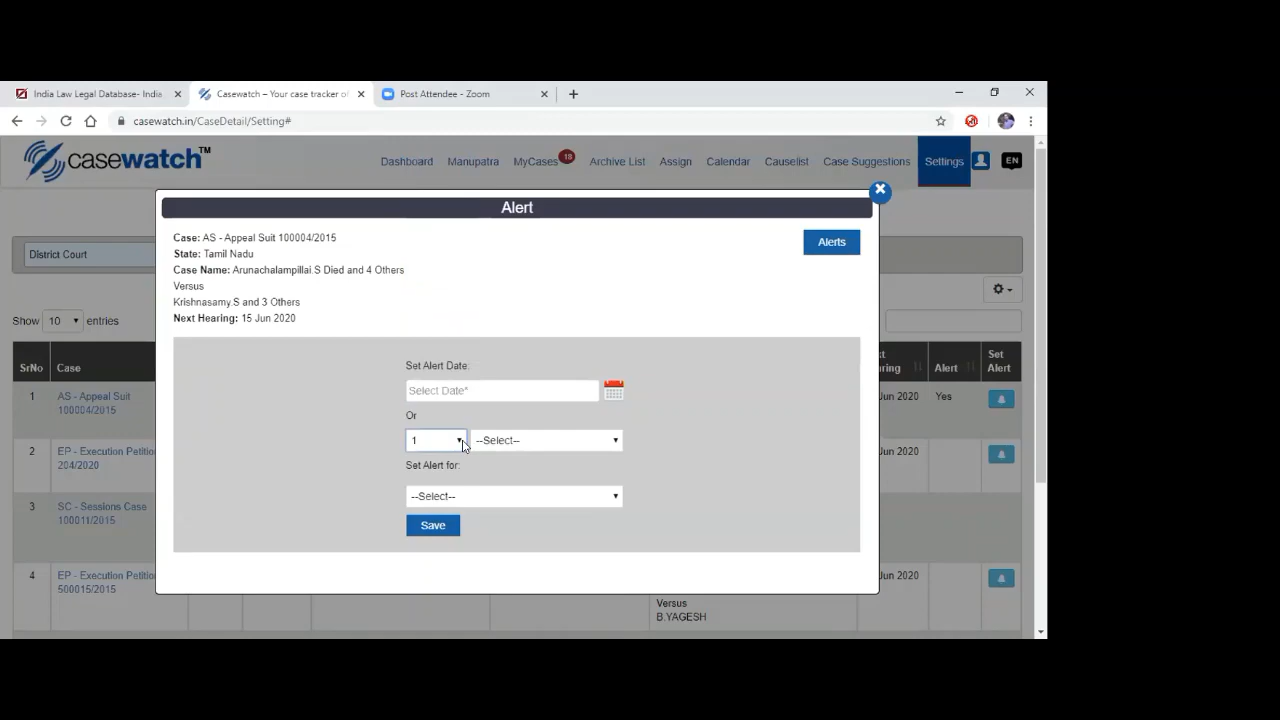 India Law Legal Database- India
Casewatch – Your case tracker of
Post Attendee - Zoom
casewatch.in/CaseDetail/Setting#
casewatch™
Dashboard
Manupatra
MyCases 18
Archive List
Assign
Calendar
Causelist
Case Suggestions
Settings
EN
Alert
Case: AS - Appeal Suit 100004/2015
Alerts
State: Tamil Nadu
District Court
Case Name: Arunachalampillai.S Died and 4 Others
Versus
Krishnasamy.S and 3 Others
Next Hearing: 15 Jun 2020
Show 10 entries
Set Alert Date:
Select Date*
Or
1 --Select--
Set Alert for:
--Select--
Save
SrNo Case Alert Set Alert
1 AS - Appeal Suit 100004/2015 Jun 2020 Yes
2 EP - Execution 204/2020
3 SC - Sessions Case 100011/2015
4 EP - Execution 500015/2015 Jun 2020
Versus
B.YAGESH